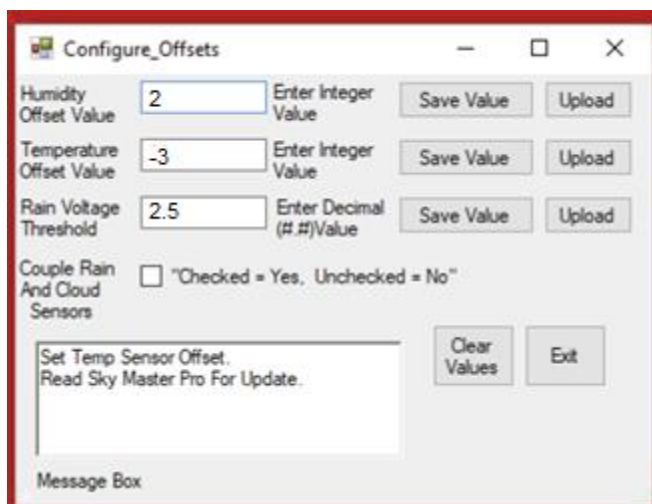 Configure_Offsets
Humidity
Offset Value
2
Enter Integer
Value
Save Value
Upload
Temperature
Offset Value
-3
Enter Integer
Value
Save Value
Upload
Rain Voltage
Threshold
2.5
Enter Decimal
(#.#)Value
Save Value
Upload
Couple Rain
And Cloud
Sensors
"Checked = Yes, Unchecked = No"
Set Temp Sensor Offset.
Read Sky Master Pro For Update.
Clear
Values
Exit
Message Box